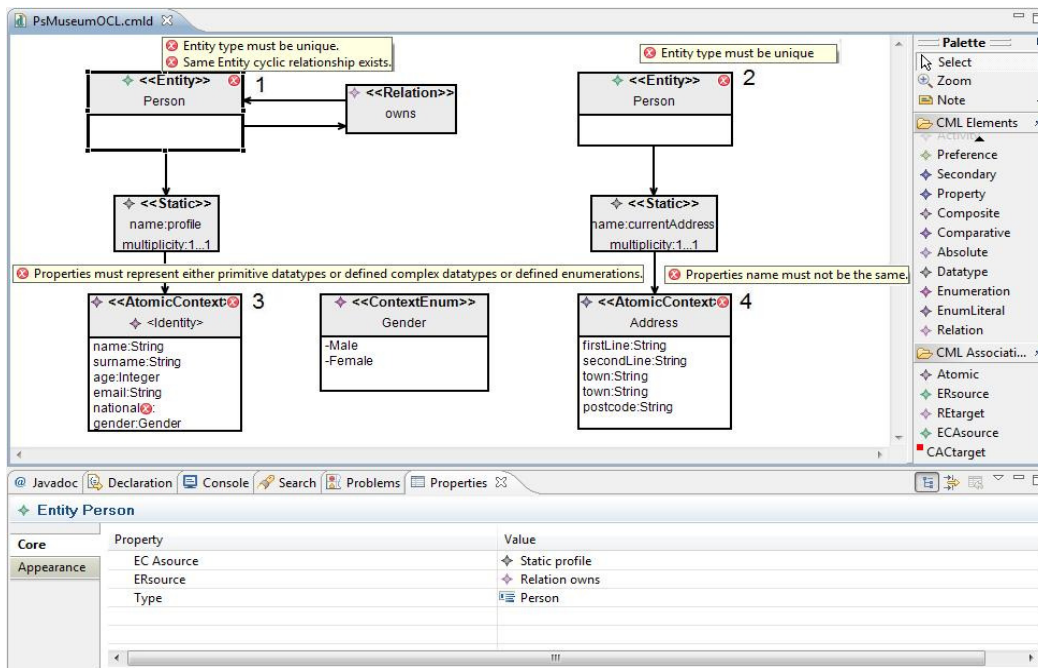 PsMuseumOCL.cmld
Entity type must be unique.
Same Entity cyclic relationship exists.
<<Entity>>
Person
1
<<Relation>>
owns
Entity type must be unique
<<Entity>>
Person
2
<<Static>>
name:profile
multiplicity:1...1
<<Static>>
name:currentAddress
multiplicity:1...1
Properties must represent either primitive datatypes or defined complex datatypes or defined enumerations.
Properties name must not be the same.
<<AtomicContext>
3
<Identity>
name:String
surname:String
age:Integer
email:String
national:
gender:Gender
<<ContextEnum>>
Gender
-Male
-Female
<<AtomicContext>
4
Address
firstLine:String
secondLine:String
town:String
town:String
postcode:String
Palette
Select
Zoom
Note
CML Elements
Activity
Preference
Secondary
Property
Composite
Comparative
Absolute
Datatype
Enumeration
EnumLiteral
Relation
CML Associati...
Atomic
ERsource
REtarget
ECAsource
CACtarget
@ Javadoc Declaration Console Search Problems Properties
Entity Person
Core
Appearance
Property Value
EC Asource Static profile
ERsource Relation owns
Type Person